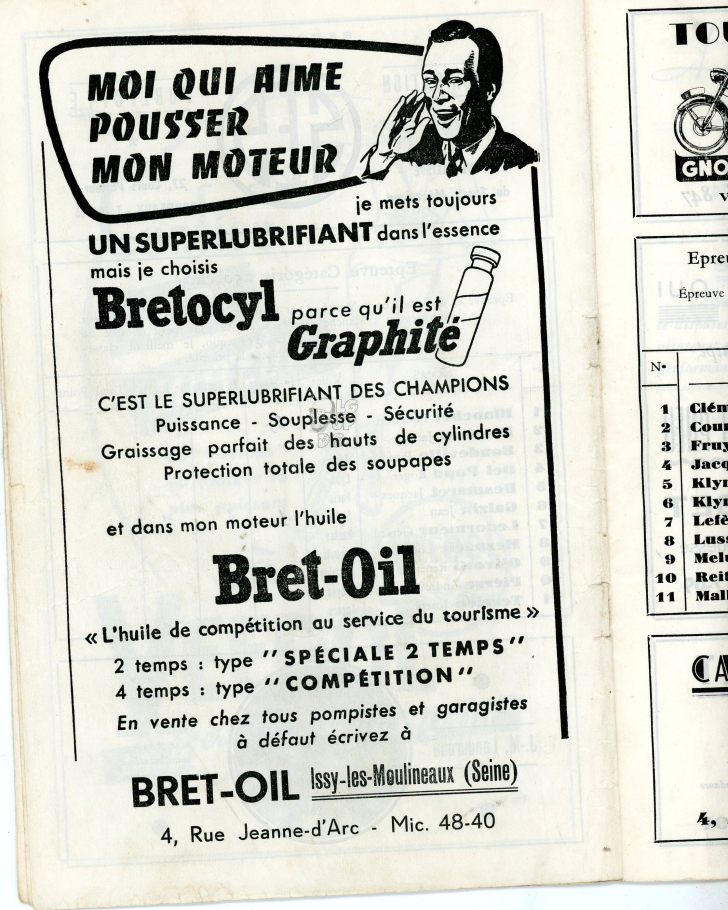 MOI QUI AIME
POUSSER
MON MOTEUR
je mets toujours
UN SUPERLUBRIFIANT dans l'essence
mais je choisis
Bretocyl parce qu'il est
Graphité
C'EST LE SUPERLUBRIFIANT DES CHAMPIONS
Puissance - Souplesse - Sécurité
Graissage parfait des hauts de cylindres
Protection totale des soupapes
et dans mon moteur l'huile
Bret-Oil
« L'huile de compétition au service du tourisme »
2 temps : type "SPÉCIALE 2 TEMPS"
4 temps : type "COMPÉTITION"
En vente chez tous pompistes et garagistes
à défaut écrivez à
BRET-OIL Issy-les-Moulineaux (Seine)
4, Rue Jeanne-d'Arc - Mic. 48-40
TOU
GNO
V
Epreu
Épreuve
N•
1 Clém
2 Cour
3 Fruy
4 Jacq
5 Klyn
6 Klyn
7 Lefè
8 Luss
9 Melu
10 Reit
11 Mall
CA
4,